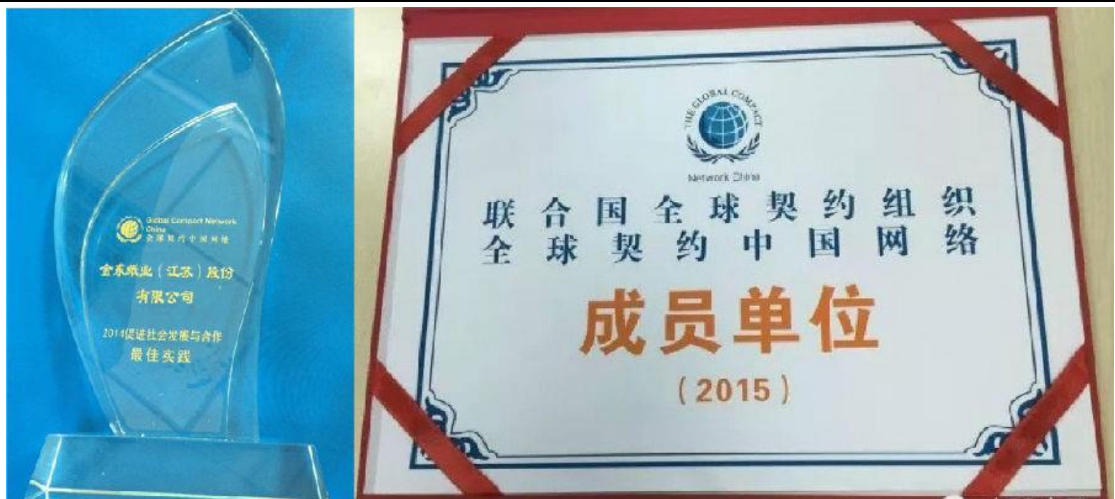 Global Compact Network
China
全球契约中国网络
金东纸业（江苏）股份
有限公司
2014促进社会发展与合作
最佳实践
THE GLOBAL COMPACT
Network China
联合国全球契约组织
全球契约中国网络
成员单位
（2015）